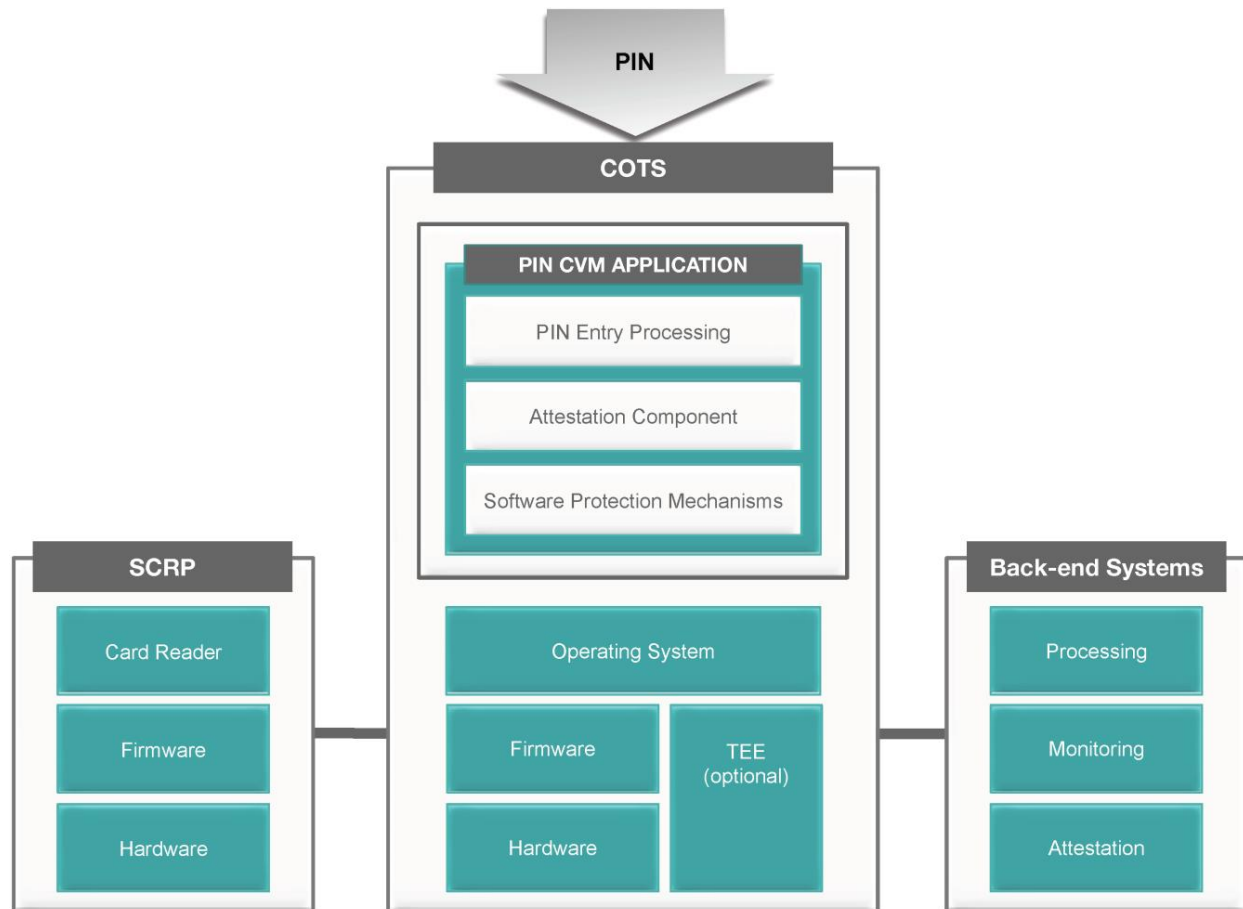 PIN
COTS
PIN CVM APPLICATION
PIN Entry Processing
Attestation Component
Software Protection Mechanisms
SCRP
Card Reader
Firmware
Hardware
Operating System
Firmware
TEE
(optional)
Hardware
Back-end Systems
Processing
Monitoring
Attestation